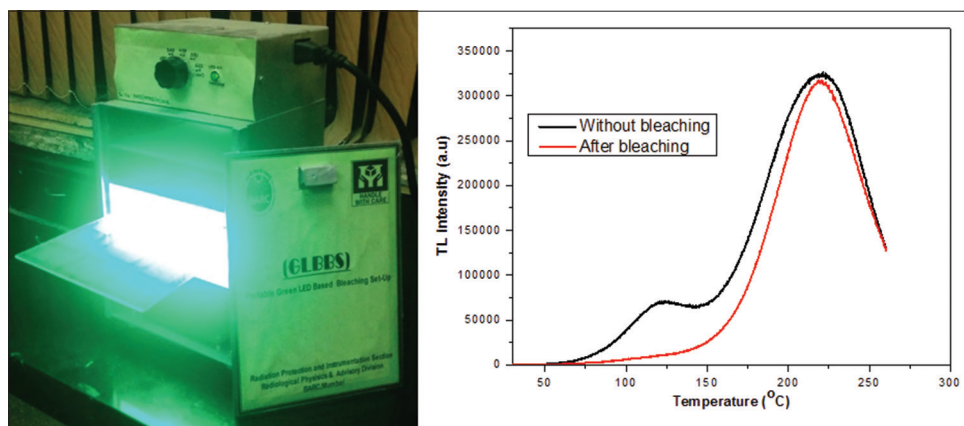 HANDLE
WITH CARE
(GLBBS)
Green LED Based Bleaching Set-Up
Radiation Protection and Instrumentation Section
Radiological Physics & Advisory Division
BARC, Mumbai
TL Intensity (a.u)
350000
300000
250000
200000
150000
100000
50000
0
Without bleaching
After bleaching
50
100
150
200
250
300
Temperature (°C)